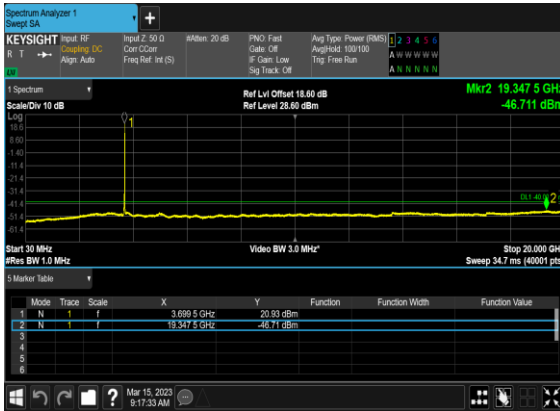 Spectrum Analyzer 1
Swept SA
+
KEYSIGHT Input: RF Input Z: 50 Ω #Atten: 20 dB PNO: Fast Avg Type: Power (RMS) 1 2 3 4 5 6
R T Coupling: DC Corr CCorr Gate: Off Avg|Hold: 100/100 A W W W W W
Align: Auto Freq Ref: Int (S) IF Gain: Low Trig: Free Run
Sig Track: Off A N N N N N
1 Spectrum
Scale/Div 10 dB
Ref Lvl Offset 18.60 dB
Ref Level 28.60 dBm
Mkr2 19.347 5 GHz
-46.711 dBm
Log
18.6
8.60
-1.40
-11.4
-21.4
-31.4
-41.4
-51.4
-61.4
1
2
Start 30 MHz Video BW 3.0 MHz* Stop 20.000 GHz
#Res BW 1.0 MHz Sweep 34.7 ms (40001 pts)
5 Marker Table
Mode Trace Scale X Y Function Function Width Function Value
1 N 1 f 3.699 5 GHz 20.93 dBm
2 N 1 f 19.347 5 GHz -46.71 dBm
3
4
5
6
?
Mar 15, 2023
9:17:33 AM